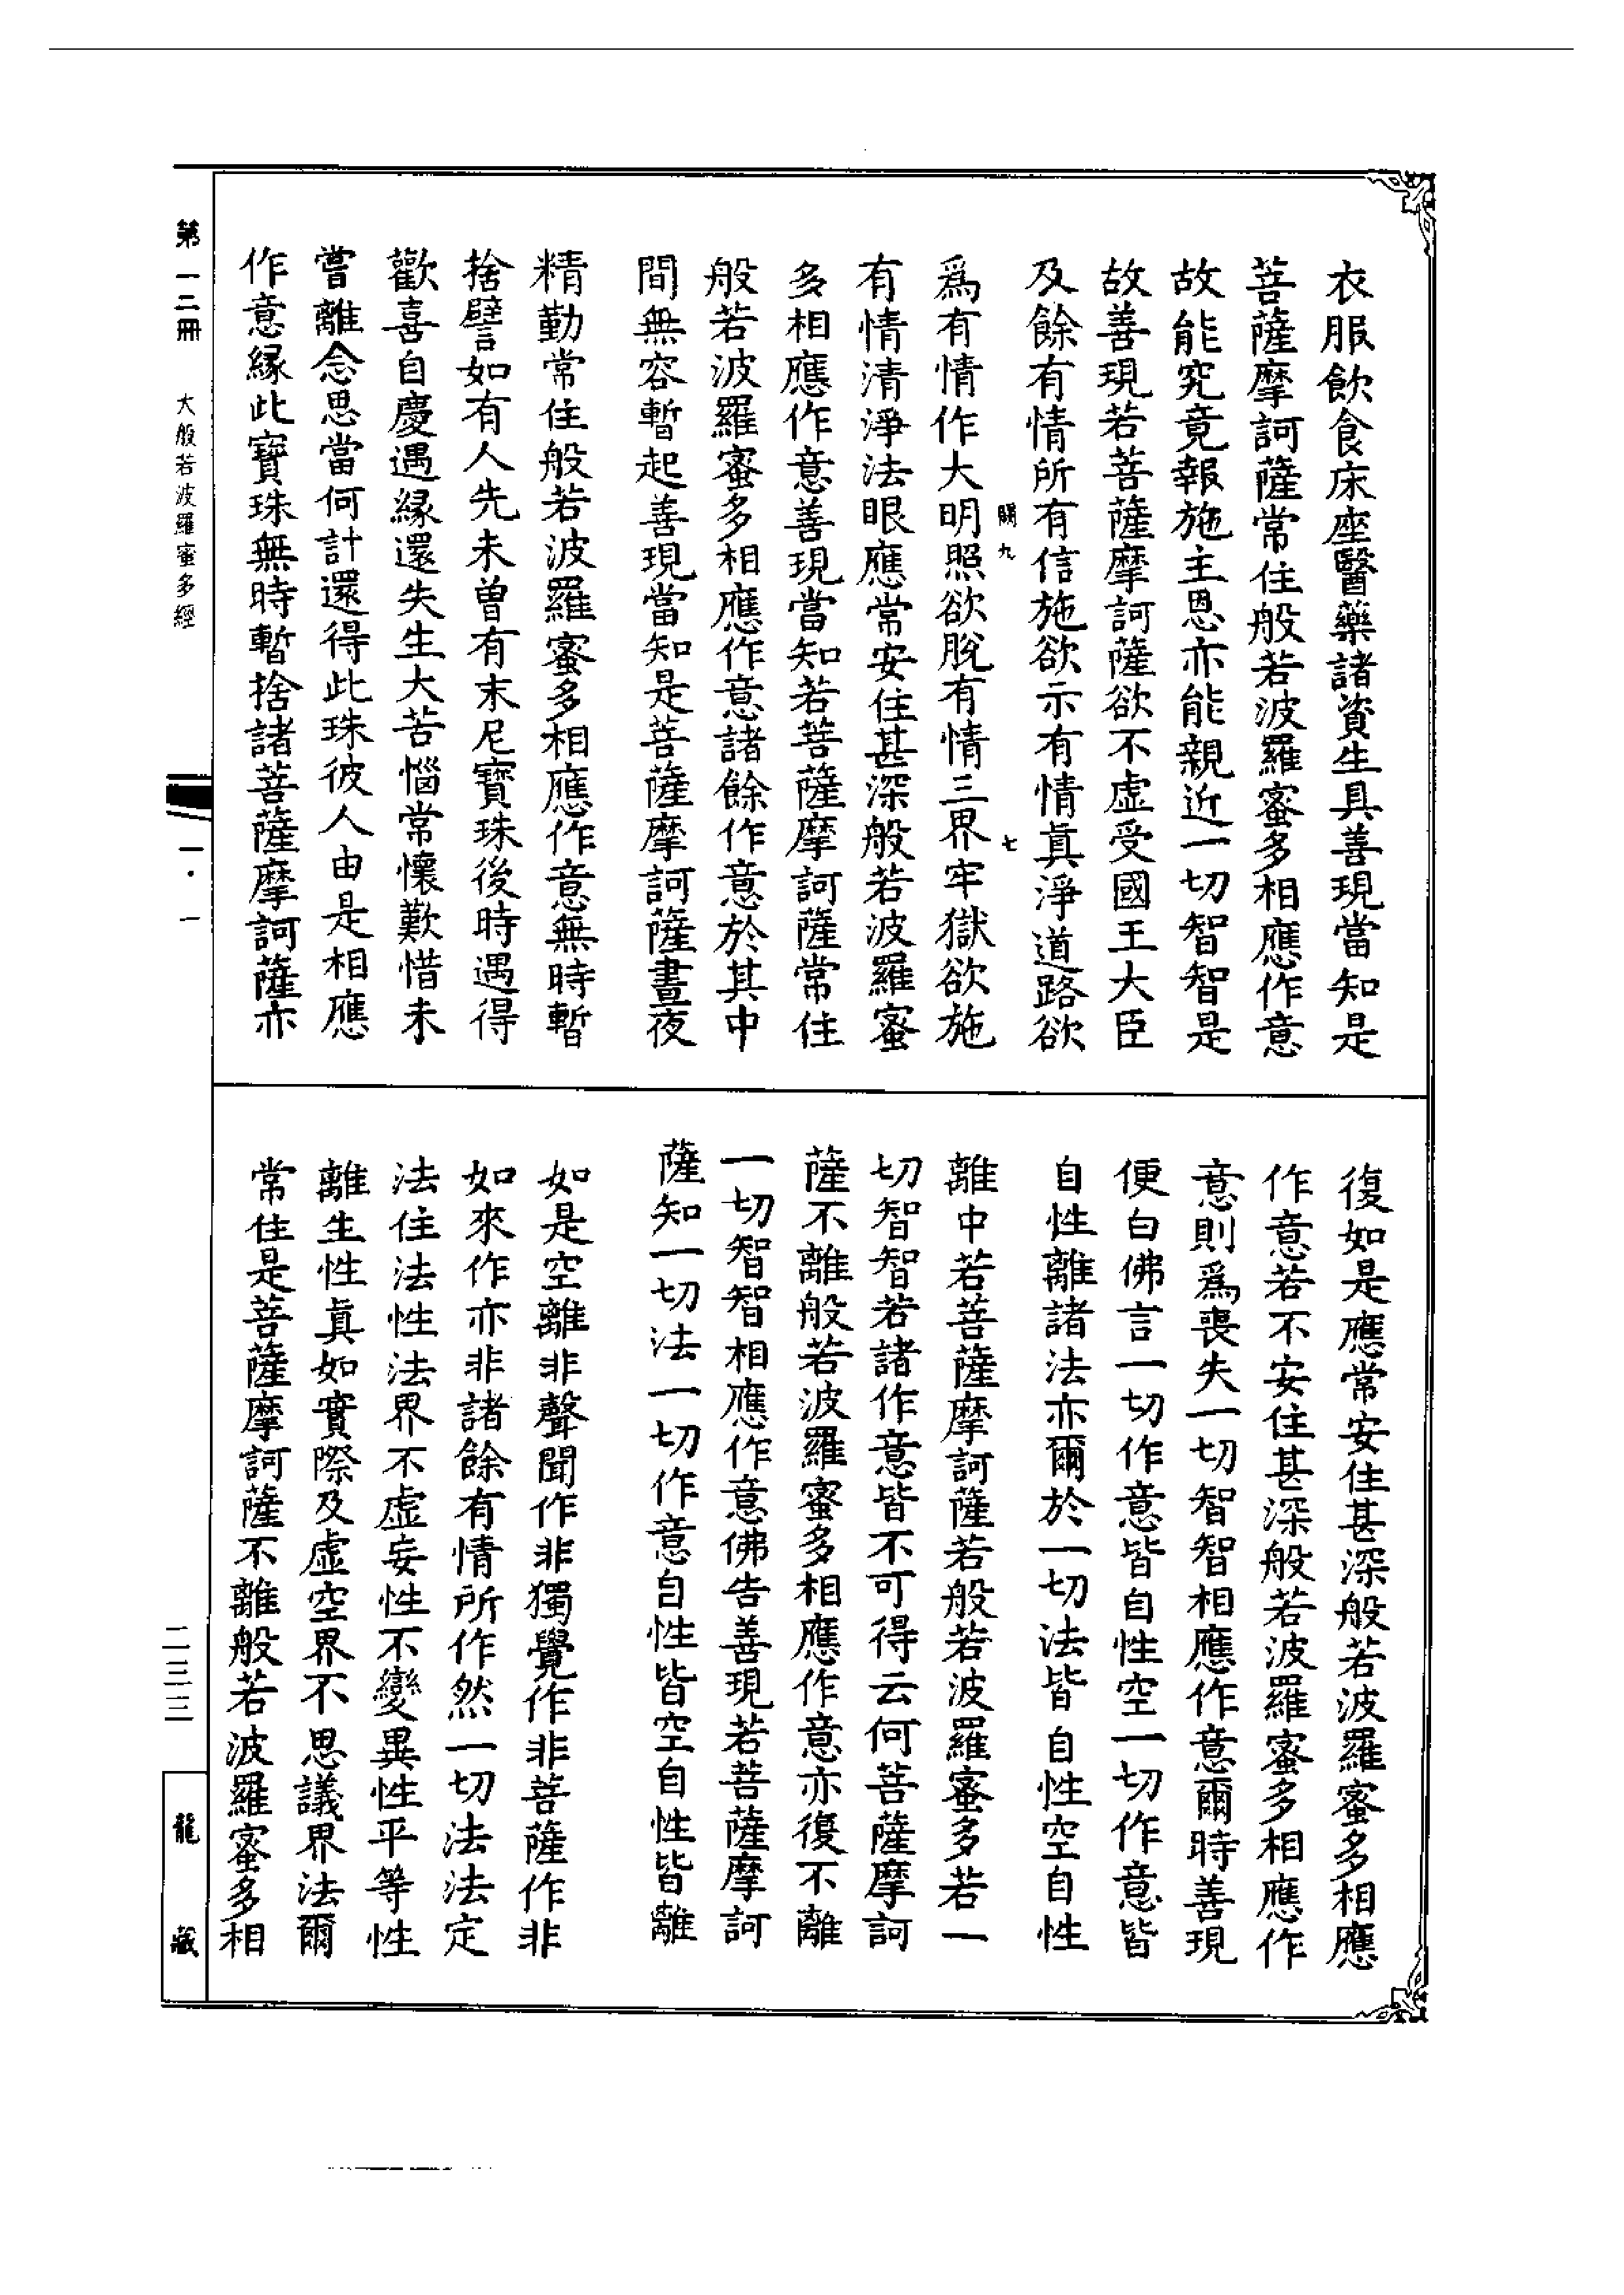 衣服飲食床座醫藥諸資生具善現當知是
菩薩摩訶薩常住般若波羅蜜多相應作意
故能究竟報施主恩亦能親近一切智智是
故善現若菩薩摩訶薩欲不虛受國王大臣
及餘有情所有信施欲示有情眞淨道路欲
九 七
爲有情作大明照欲脫有情三界牢獄欲施
有情清淨法眼應常安住甚深般若波羅蜜
多相應作意善現當知若菩薩摩訶薩常住
般若波羅蜜多相應作意諸餘作意於其中
間無容暫起善現當知是菩薩摩訶薩晝夜
精勤常住般若波羅蜜多相應作意無時暫
捨譬如有人先未曾有末尼寶珠後時遇得
歡喜自慶遇緣還失生大苦惱常懷歎惜未
嘗離念思當何計還得此珠彼人由是相應
作意緣此寶珠無時暫捨諸菩薩摩訶薩亦
復如是應常安住甚深般若波羅蜜多相應
作意若不安住甚深般若波羅蜜多相應作
意則爲喪失一切智智相應作意爾時善現
便白佛言一切作意皆自性空一切作意皆
自性離諸法亦爾於一切法皆自性空自性
離中若菩薩摩訶薩若般若波羅蜜多若一
切智智若諸作意皆不可得云何菩薩摩訶
薩不離般若波羅蜜多相應作意亦復不離
一切智智相應作意佛告善現若菩薩摩訶
薩知一切法一切作意自性皆空自性皆離
如是空離非聲聞作非獨覺作非菩薩作非
如來作亦非諸餘有情所作然一切法法定
法住法性法界不虛妄性不變異性平等性
離生性眞如實際及虛空界不思議界法爾
常住是菩薩摩訶薩不離般若波羅蜜多相
第一二冊 大般若波羅蜜多經 一·一 二三三 龍藏